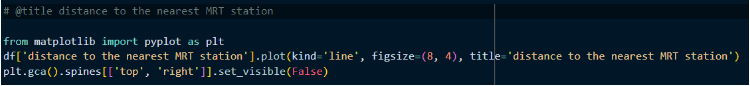 # @title distance to the nearest MRT station
from matplotlib import pyplot as plt
df['distance to the nearest MRT station'].plot(kind='line', figsize=(8, 4), title='distance to the nearest MRT station')
plt.gca().spines[['top', 'right']].set_visible(False)